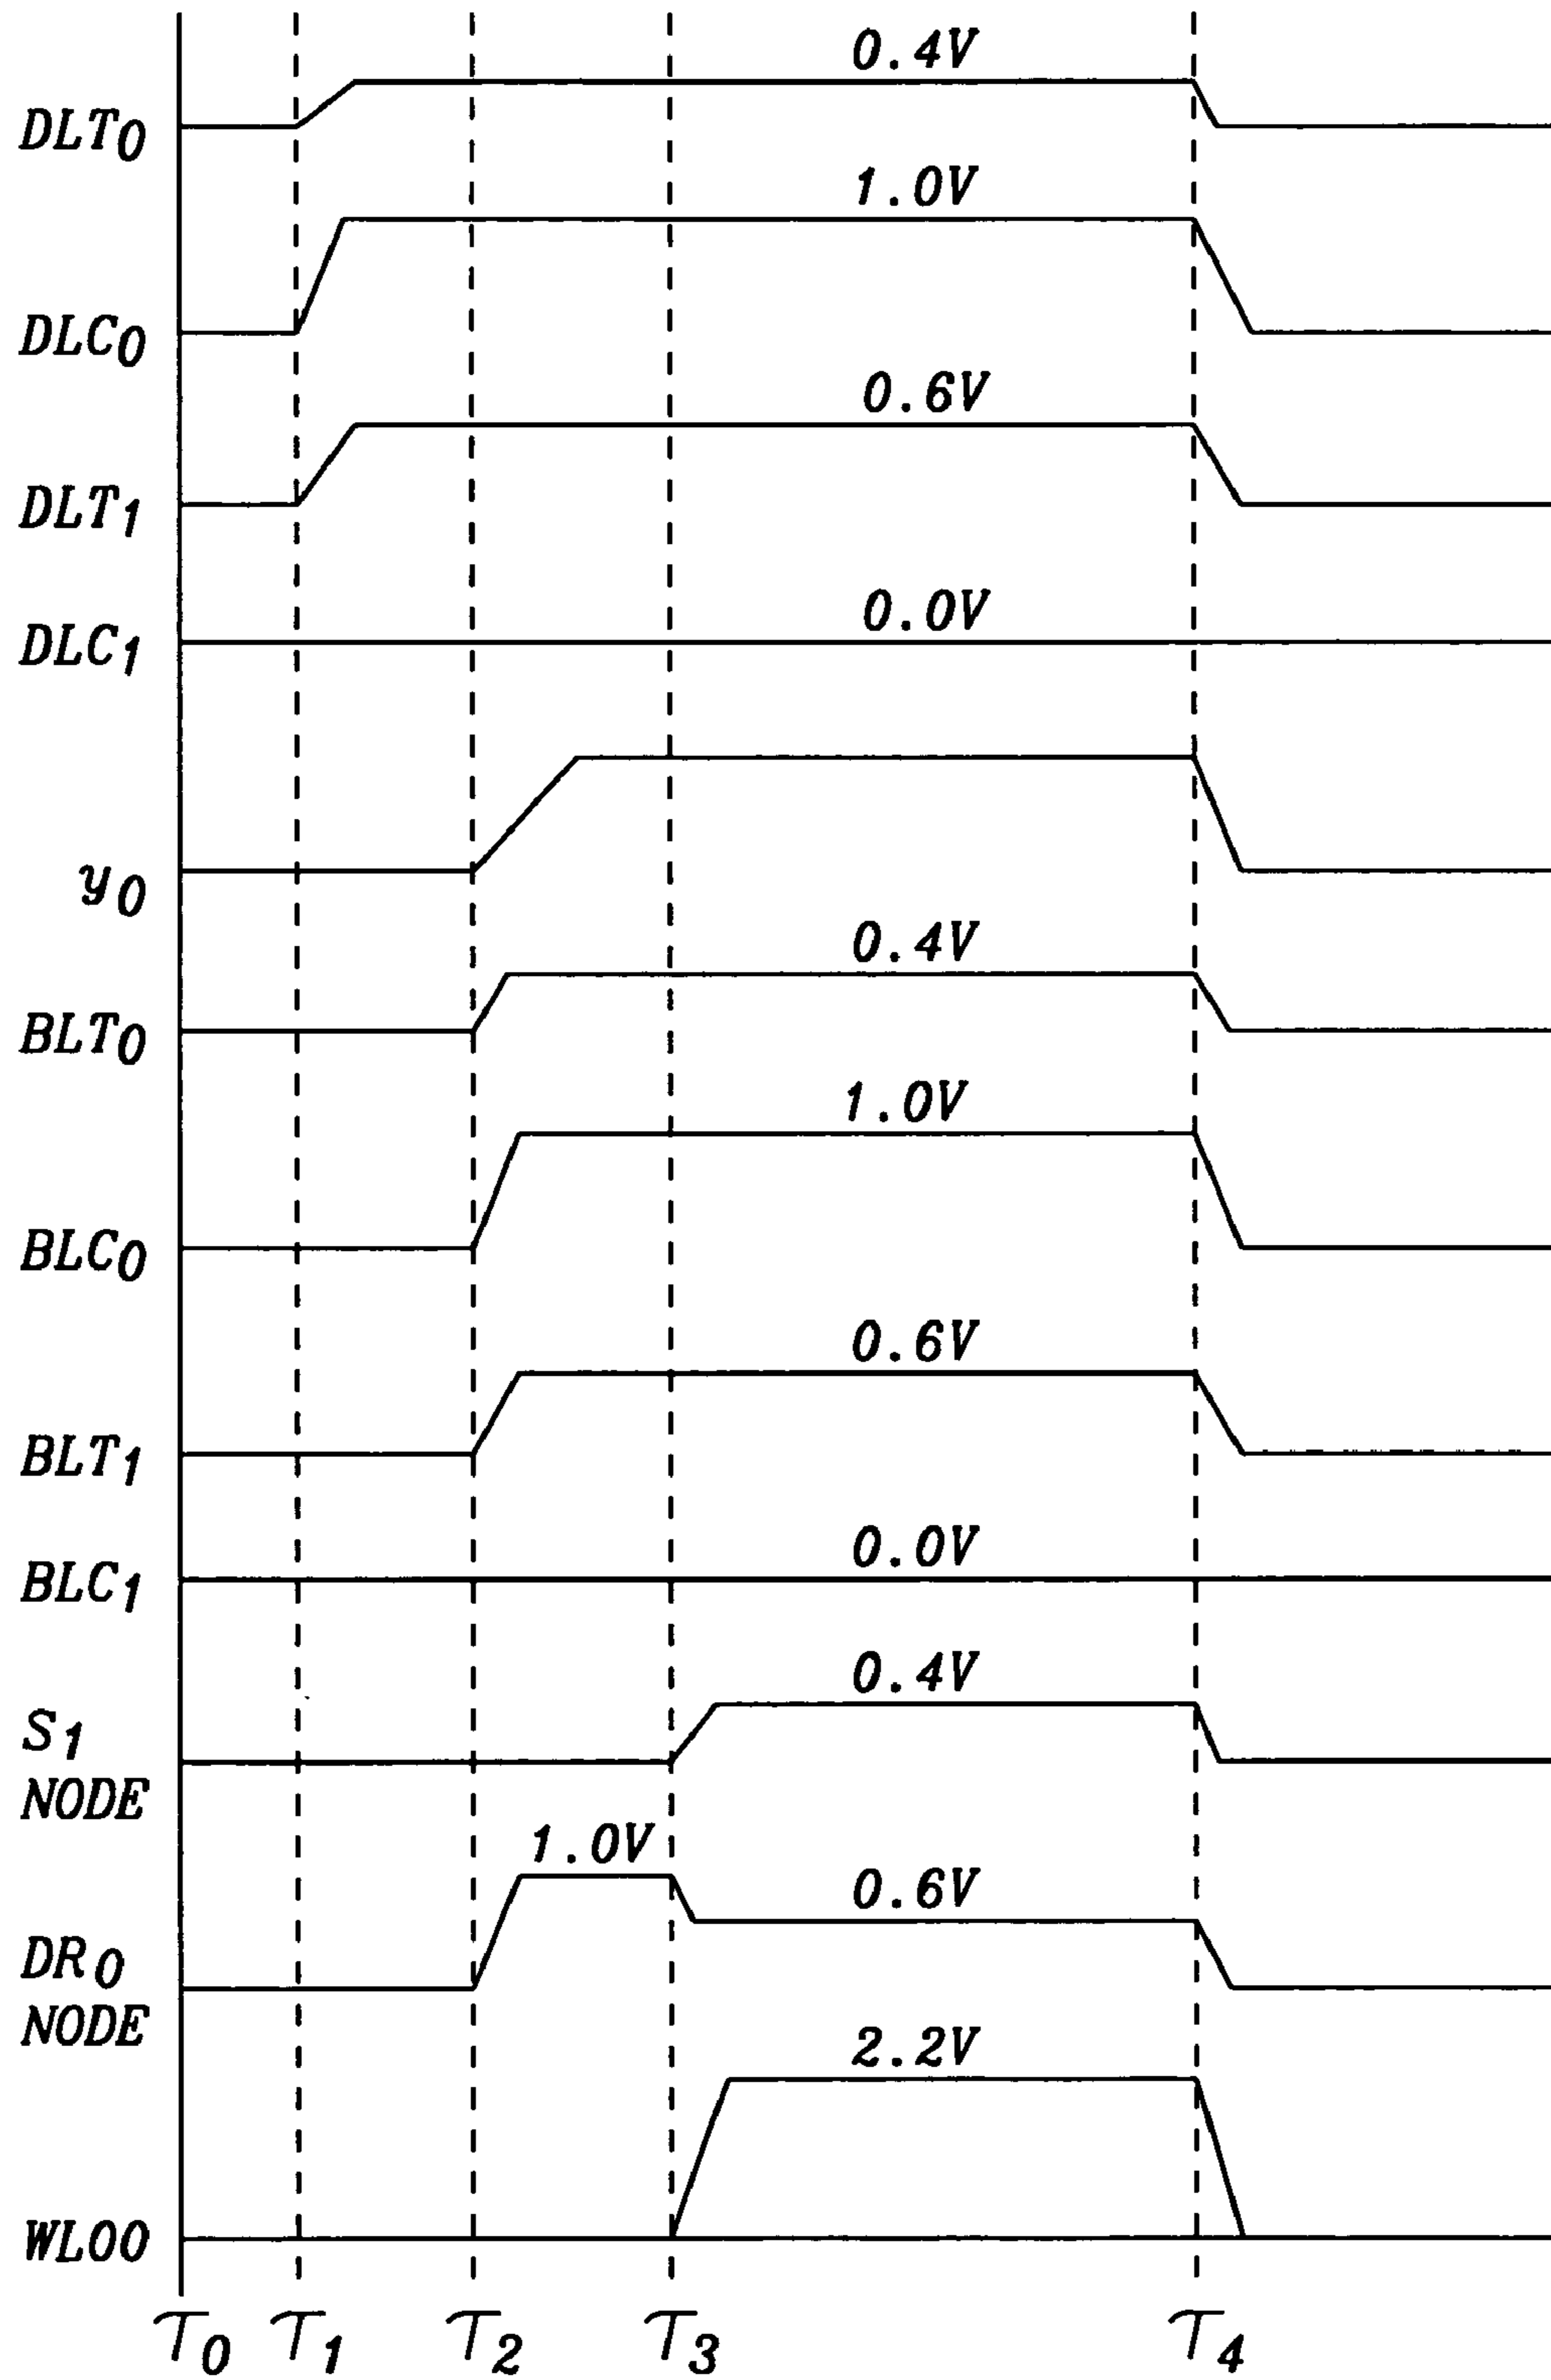 0.4V
DLT0
1.0V
DLC0
0.6V
DLT1
0.0V
DLC1
y0
0.4V
BLT0
1.0V
BLC0
0.6V
BLT1
0.0V
BLC1
0.4V
S1
NODE
1.0V
0.6V
DR0
NODE
2.2V
WL00
T0 T1 T2 T3 T4